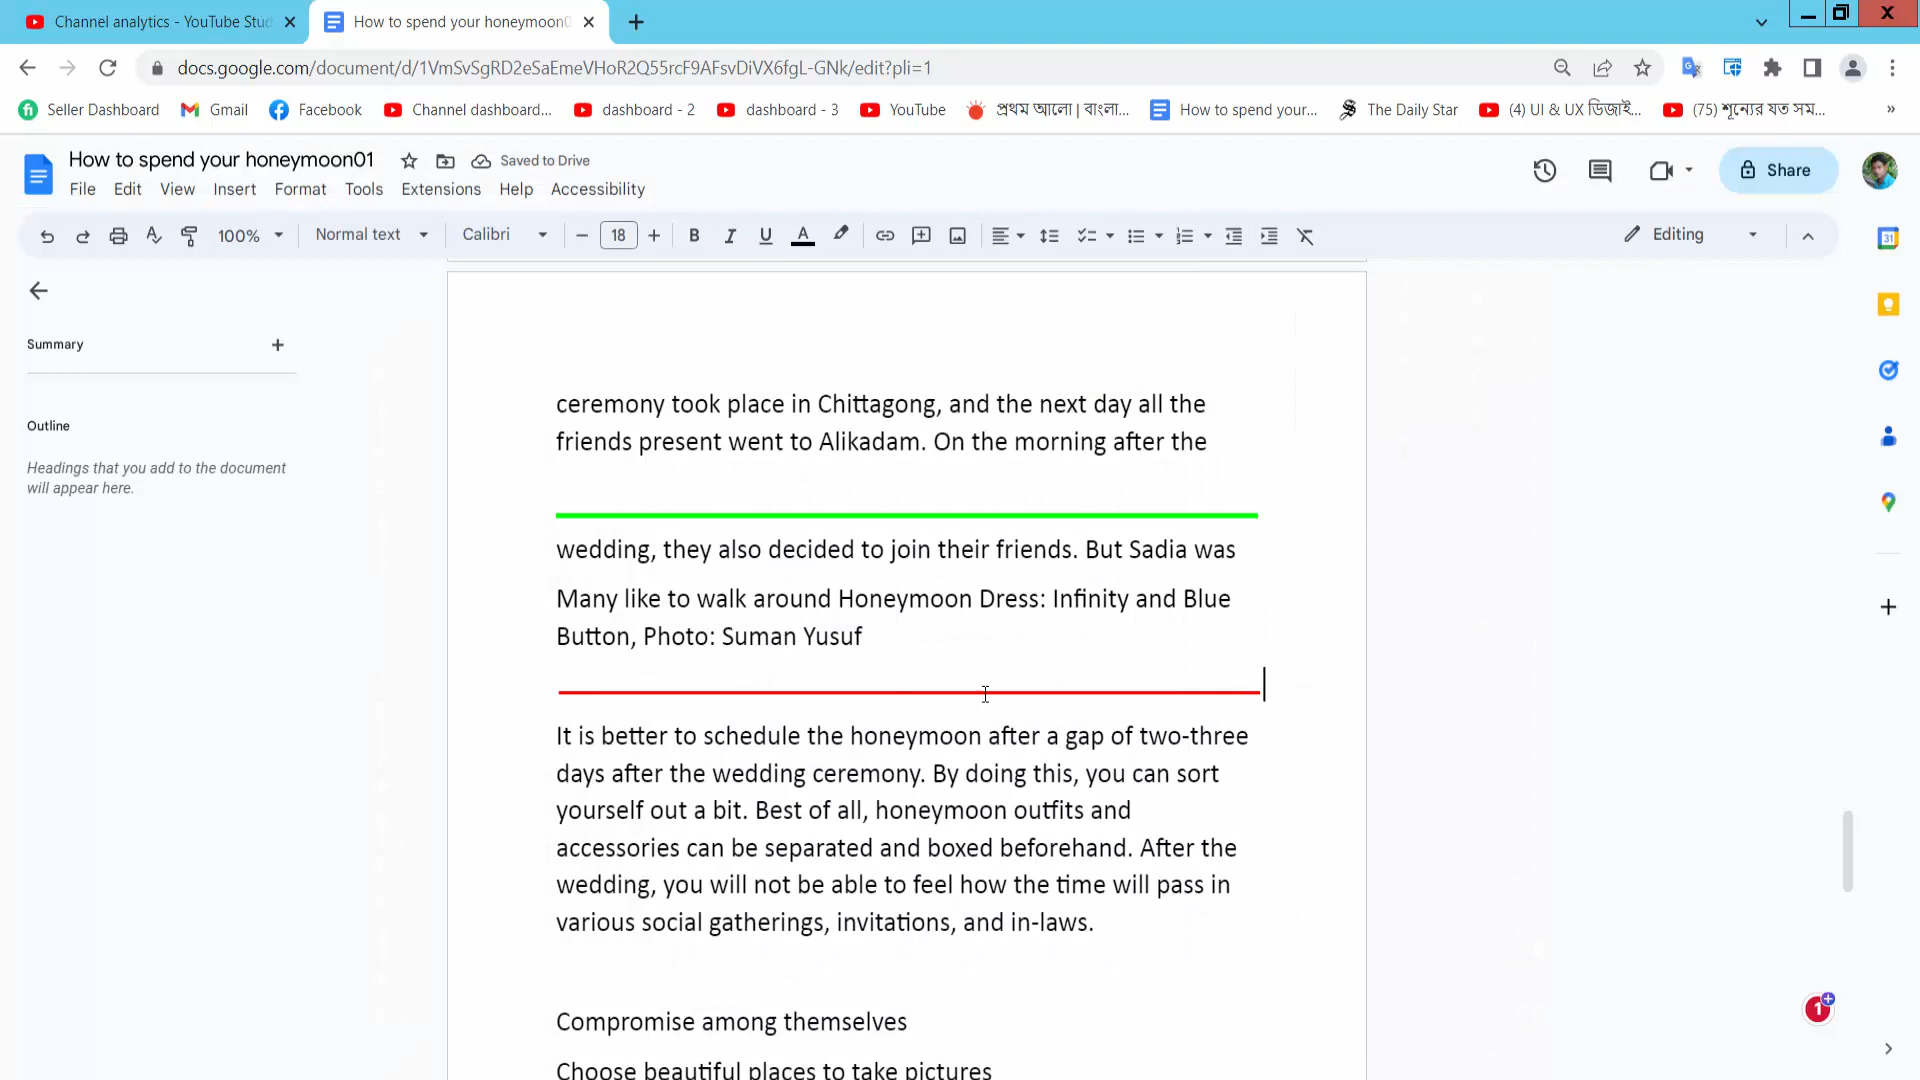 Channel analytics - YouTube Stud
How to spend your honeymoon0
docs.google.com/document/d/1VmSvSgRD2eSaEmeVHoR2Q55rcF9AFsvDiVX6fgL-GNk/edit?pli=1
Seller Dashboard
Gmail
Facebook
Channel dashboard...
dashboard - 2
dashboard - 3
YouTube
প্রথম আলো | বাংলা...
How to spend your...
The Daily Star
(4) UI & UX ডিজাই...
(75) শূন্যের যত সম...
»
How to spend your honeymoon01
Saved to Drive
File Edit View Insert Format Tools Extensions Help Accessibility
Share
100%
Normal text
Calibri
18
B I U A
Editing
31
Summary
Outline
Headings that you add to the document
will appear here.
ceremony took place in Chittagong, and the next day all the
friends present went to Alikadam. On the morning after the
wedding, they also decided to join their friends. But Sadia was
Many like to walk around Honeymoon Dress: Infinity and Blue
Button, Photo: Suman Yusuf
It is better to schedule the honeymoon after a gap of two-three
days after the wedding ceremony. By doing this, you can sort
yourself out a bit. Best of all, honeymoon outfits and
accessories can be separated and boxed beforehand. After the
wedding, you will not be able to feel how the time will pass in
various social gatherings, invitations, and in-laws.
Compromise among themselves
Choose beautiful places to take pictures
1